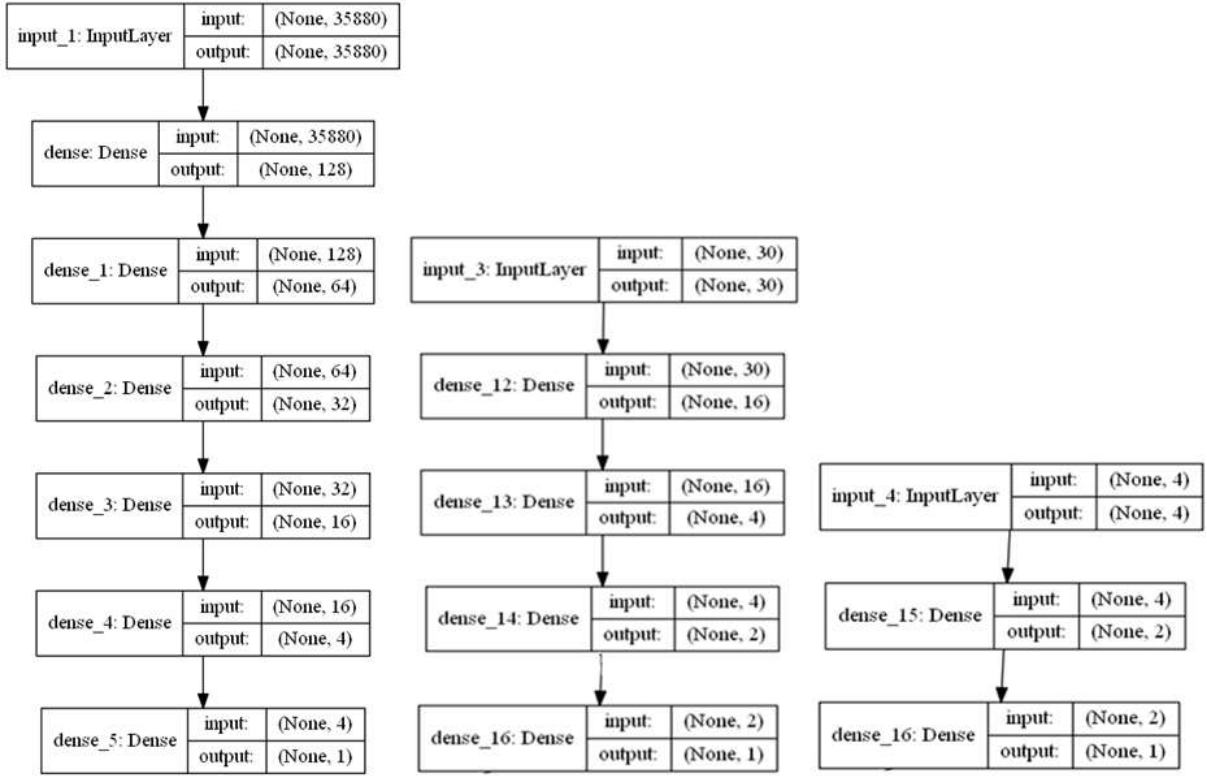 input_1: InputLayer
input: (None, 35880)
output: (None, 35880)
dense: Dense
input: (None, 35880)
output: (None, 128)
dense_1: Dense
input: (None, 128)
output: (None, 64)
dense_2: Dense
input: (None, 64)
output: (None, 32)
dense_3: Dense
input: (None, 32)
output: (None, 16)
dense_4: Dense
input: (None, 16)
output: (None, 4)
dense_5: Dense
input: (None, 4)
output: (None, 1)
input_3: InputLayer
input: (None, 30)
output: (None, 30)
dense_12: Dense
input: (None, 30)
output: (None, 16)
dense_13: Dense
input: (None, 16)
output: (None, 4)
dense_14: Dense
input: (None, 4)
output: (None, 2)
dense_16: Dense
input: (None, 2)
output: (None, 1)
input_4: InputLayer
input: (None, 4)
output: (None, 4)
dense_15: Dense
input: (None, 4)
output: (None, 2)
dense_16: Dense
input: (None, 2)
output: (None, 1)